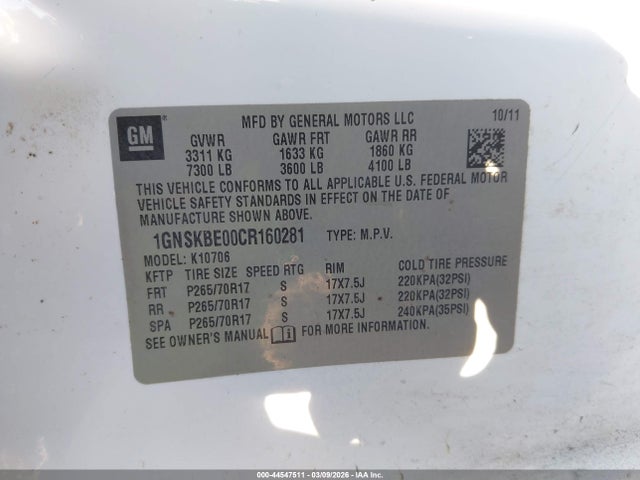 GM
MFD BY GENERAL MOTORS LLC 10/11
GVWR GAWR FRT GAWR RR
3311 KG 1633 KG 1860 KG
7300 LB 3600 LB 4100 LB
THIS VEHICLE CONFORMS TO ALL APPLICABLE U.S. FEDERAL MOTOR
VEHICLE SAFETY STANDARDS IN EFFECT ON THE DATE OF
MANUFACTURE SHOWN ABOVE.
1GNSKBE00CR160281 TYPE: M.P.V.
MODEL: K10706
KFTP TIRE SIZE SPEED RTG RIM COLD TIRE PRESSURE
FRT P265/70R17 S 17X7.5J 220KPA(32PSI)
RR P265/70R17 S 17X7.5J 220KPA(32PSI)
SPA P265/70R17 S 17X7.5J 240KPA(35PSI)
SEE OWNER'S MANUAL i FOR MORE INFORMATION.
000-44547511 - 03/09/2026 - IAAI.COM